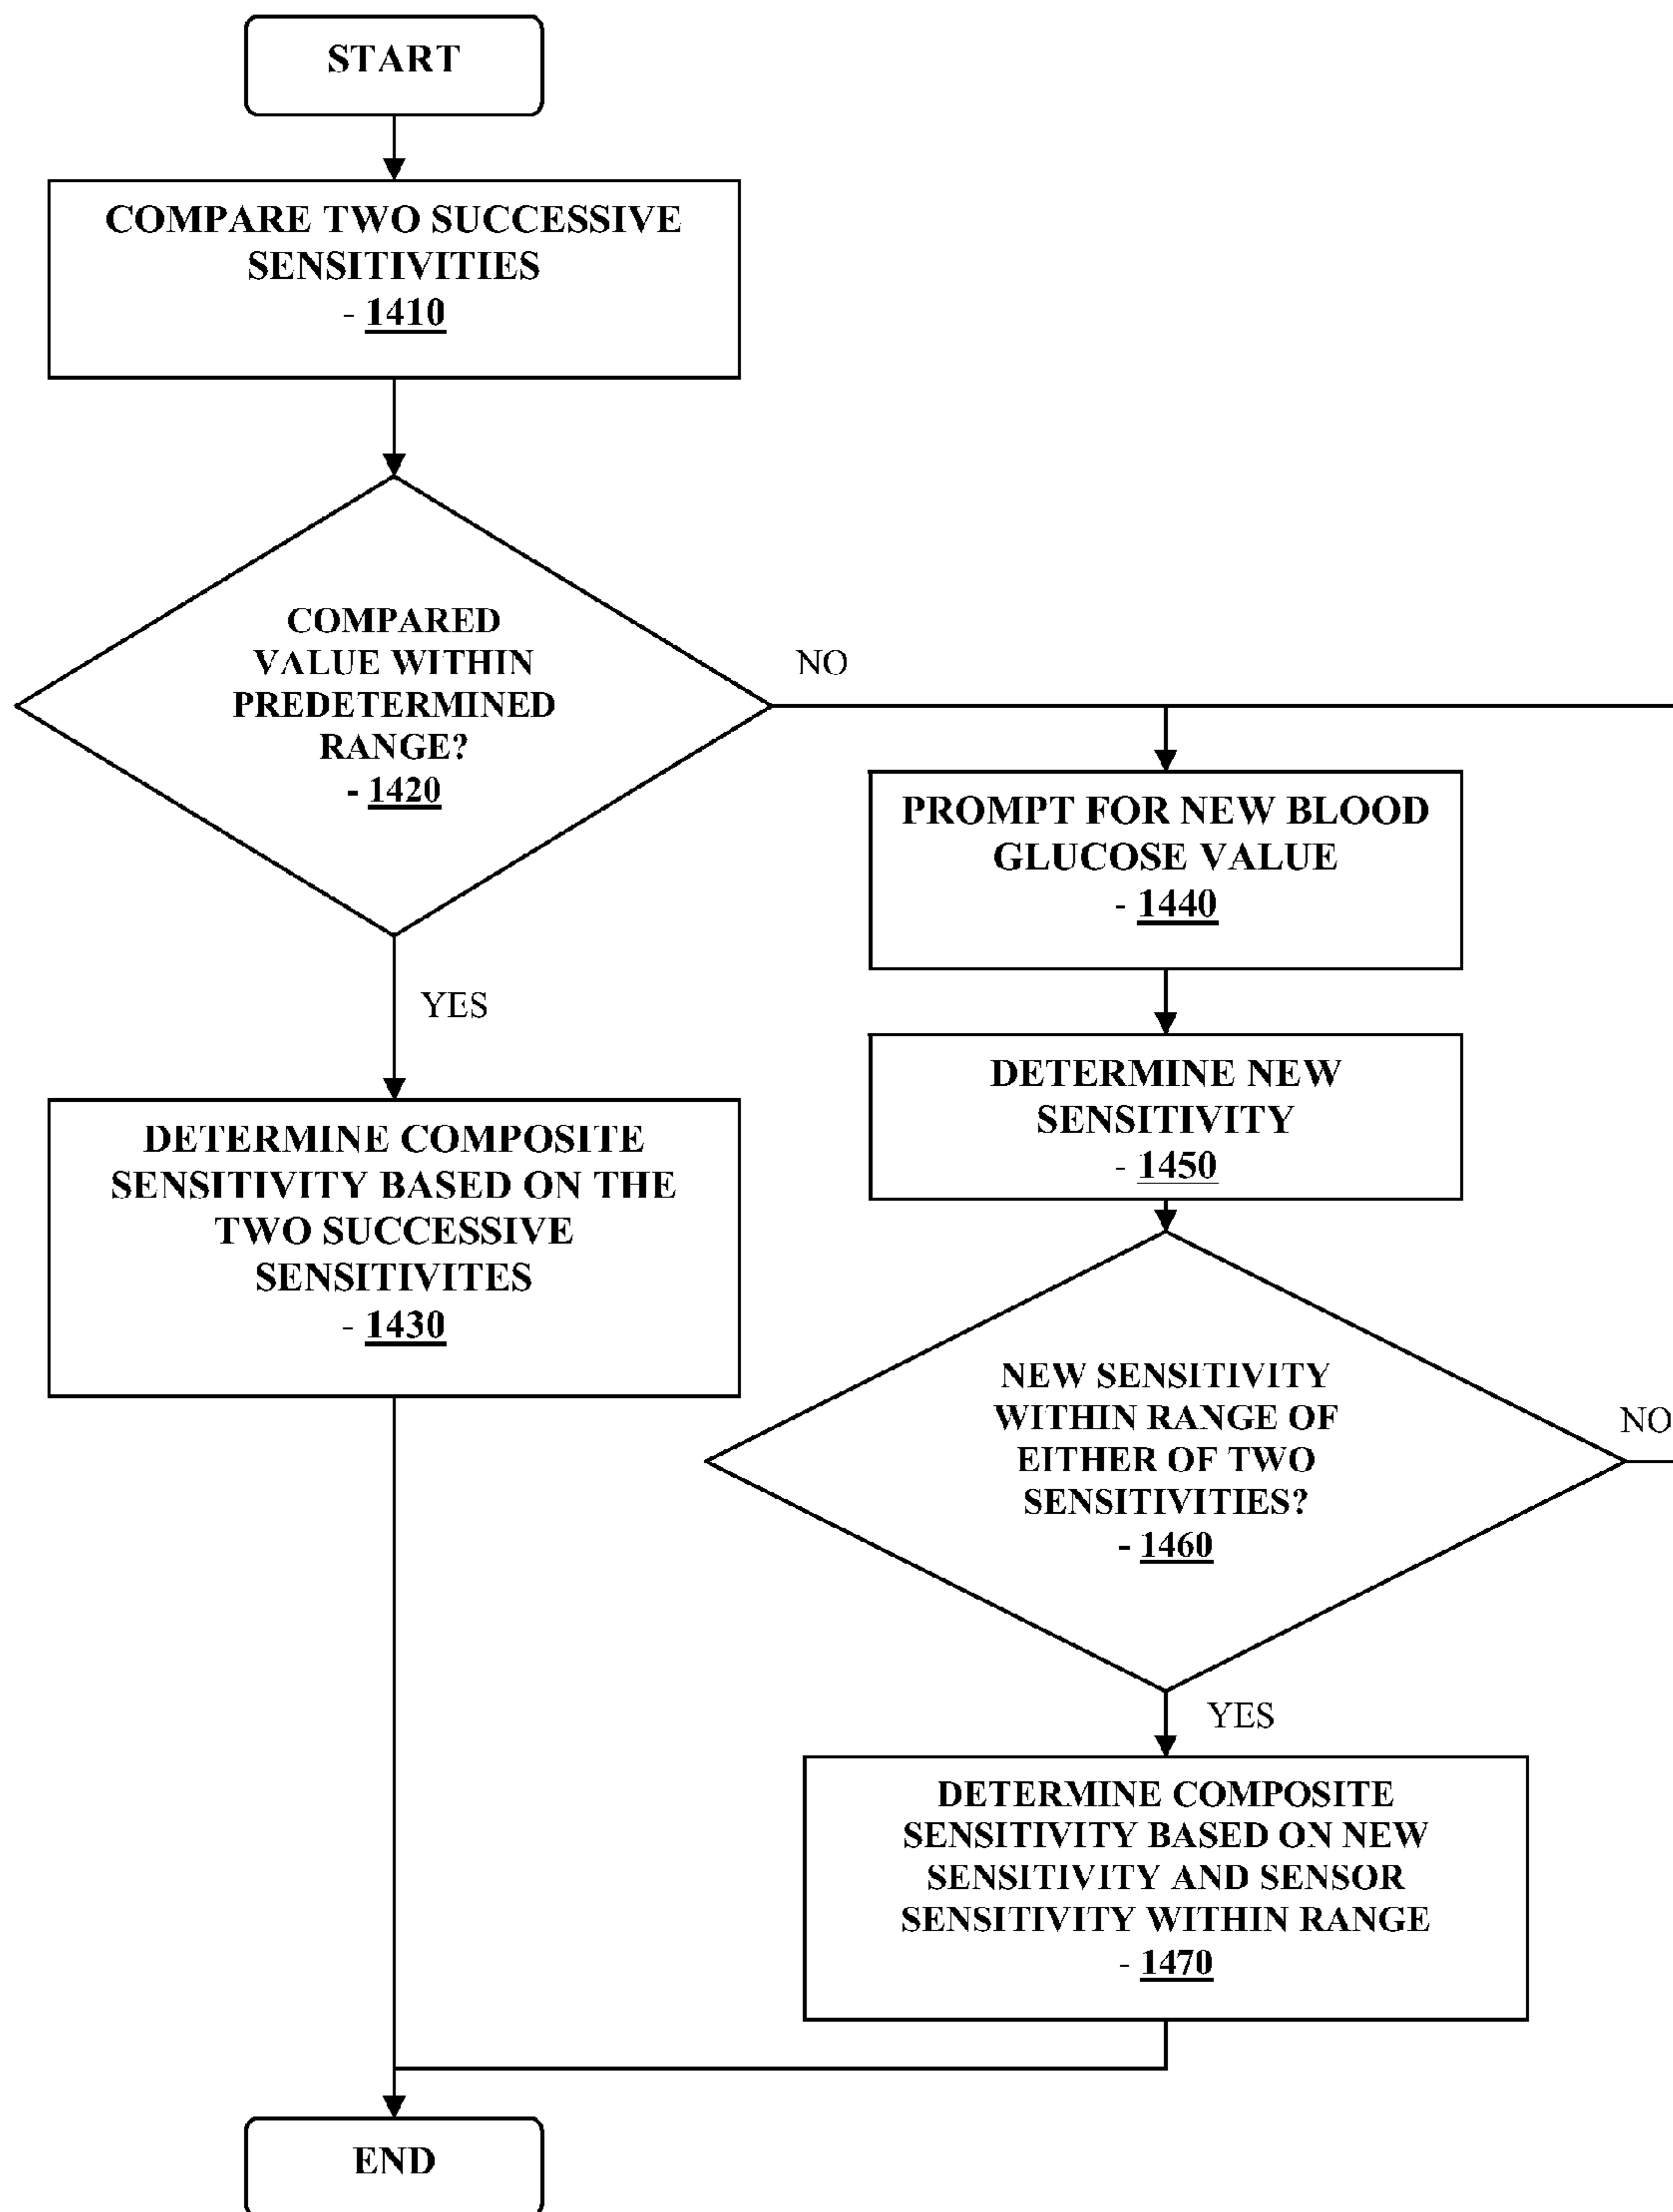 START
COMPARE TWO SUCCESSIVE
SENSITIVITIES
- 1410
COMPARED
VALUE WITHIN
PREDETERMINED
RANGE?
- 1420
NO
YES
DETERMINE COMPOSITE
SENSITIVITY BASED ON THE
TWO SUCCESSIVE
SENSITIVITES
- 1430
PROMPT FOR NEW BLOOD
GLUCOSE VALUE
- 1440
DETERMINE NEW
SENSITIVITY
- 1450
NEW SENSITIVITY
WITHIN RANGE OF
EITHER OF TWO
SENSITIVITIES?
- 1460
NO
YES
DETERMINE COMPOSITE
SENSITIVITY BASED ON NEW
SENSITIVITY AND SENSOR
SENSITIVITY WITHIN RANGE
- 1470
END